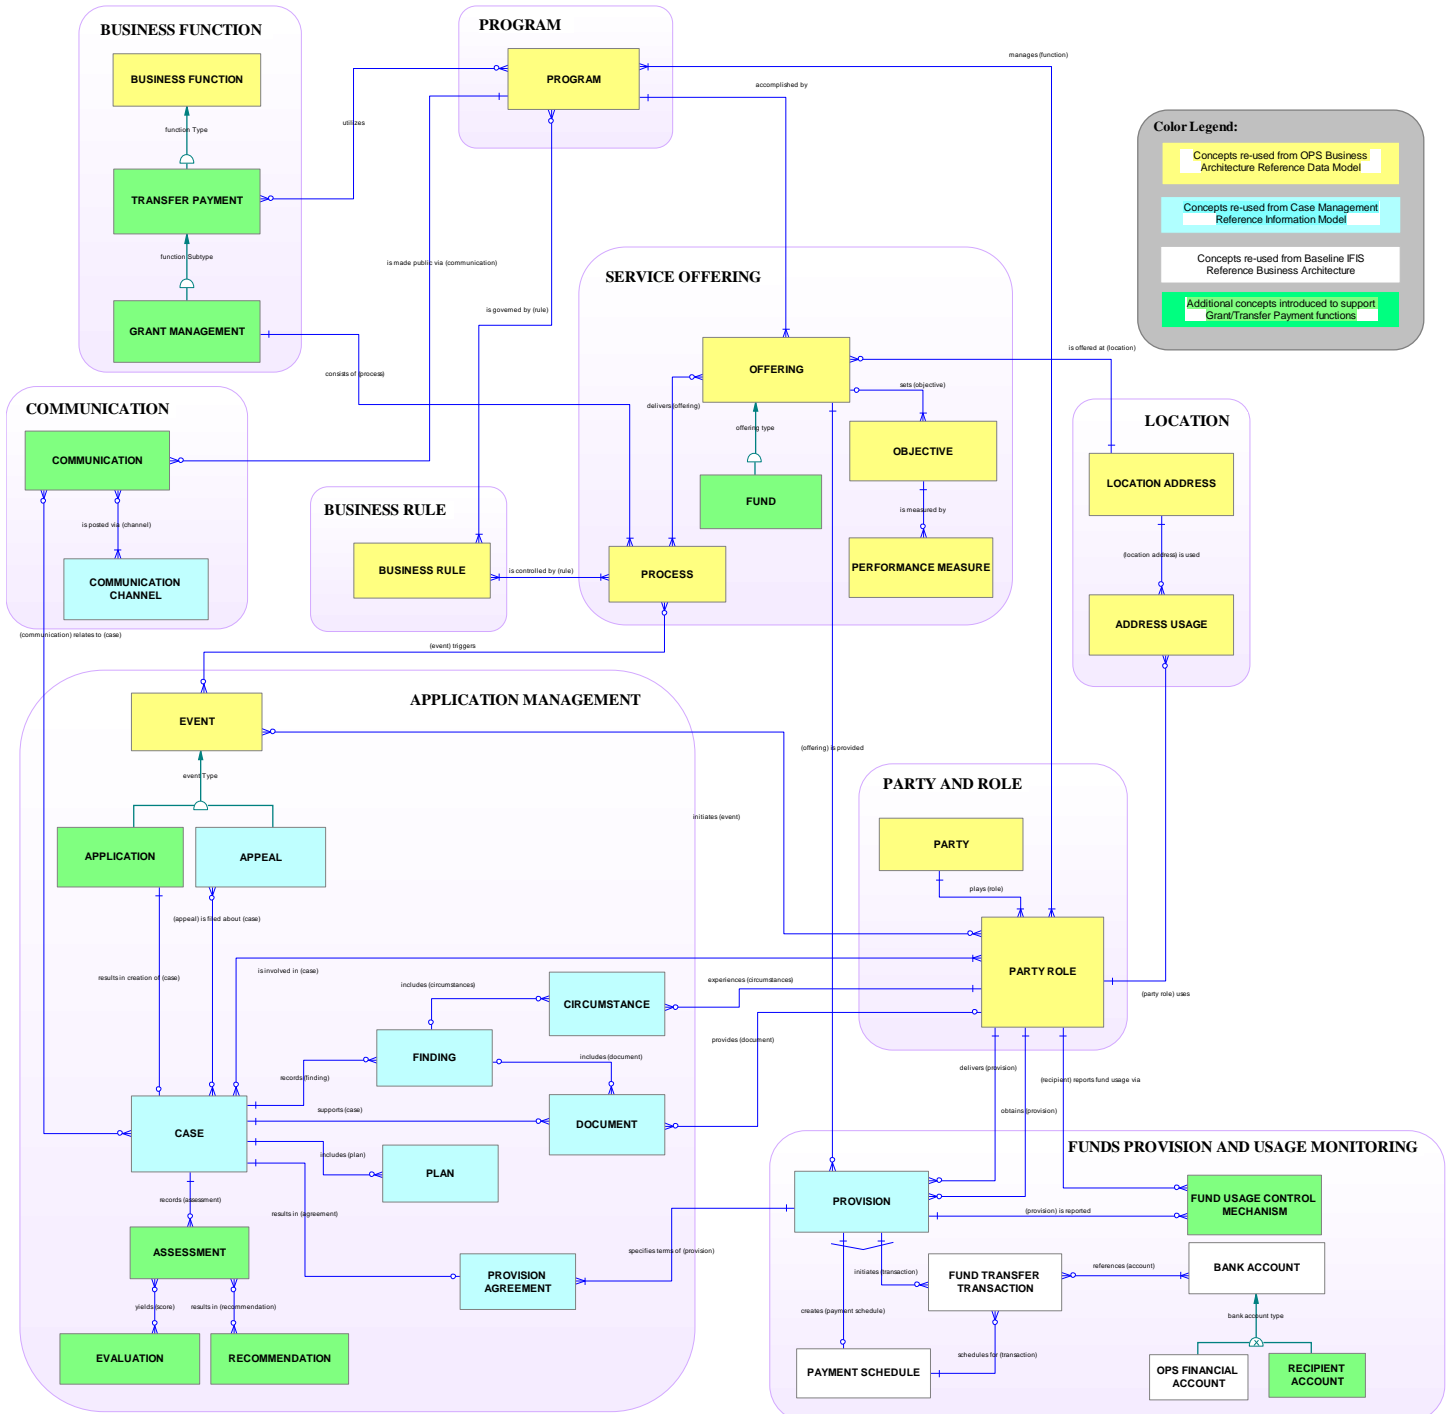 BUSINESS FUNCTION
BUSINESS FUNCTION
function Type
TRANSFER PAYMENT
function Subtype
GRANT MANAGEMENT
PROGRAM
PROGRAM
manages (function)
accomplished by
utilizes
is made public via (communication)
is governed by (rule)
consists of (process)
Color Legend:
Concepts re-used from OPS Business
Architecture Reference Data Model
Concepts re-used from Case Management
Reference Information Model
Concepts re-used from Baseline IFIS
Reference Business Architecture
Additional concepts introduced to support
Grant/Transfer Payment functions
SERVICE OFFERING
OFFERING
is offered at (location)
sets (objective)
delivers (offering)
offering type
OBJECTIVE
FUND
is measured by
PERFORMANCE MEASURE
PROCESS
COMMUNICATION
COMMUNICATION
is posted via (channel)
COMMUNICATION
CHANNEL
(communication) relates to (case)
BUSINESS RULE
BUSINESS RULE
is controlled by (rule)
LOCATION
LOCATION ADDRESS
(location address) is used
ADDRESS USAGE
(event) triggers
APPLICATION MANAGEMENT
EVENT
event Type
APPLICATION
APPEAL
(appeal) is filed about (case)
results in creation of (case)
is involved in (case)
initiates (event)
(offering) is provided
PARTY AND ROLE
PARTY
plays (role)
PARTY ROLE
(party role) uses
includes (circumstances)
CIRCUMSTANCE
experiences (circumstances)
FINDING
includes (document)
provides (document)
records (finding)
supports (case)
DOCUMENT
CASE
includes (plan)
PLAN
records (assessment)
results in (agreement)
ASSESSMENT
specifies terms of (provision)
PROVISION
AGREEMENT
yields (score)
results in (recommendation)
EVALUATION
RECOMMENDATION
delivers (provision)
(recipient) reports fund usage via
obtains (provision)
FUNDS PROVISION AND USAGE MONITORING
PROVISION
FUND USAGE CONTROL
MECHANISM
(provision) is reported
initiates (transaction)
FUND TRANSFER
TRANSACTION
references (account)
BANK ACCOUNT
creates (payment schedule)
bank account type
schedules for (transaction)
PAYMENT SCHEDULE
X
OPS FINANCIAL
ACCOUNT
RECIPIENT
ACCOUNT